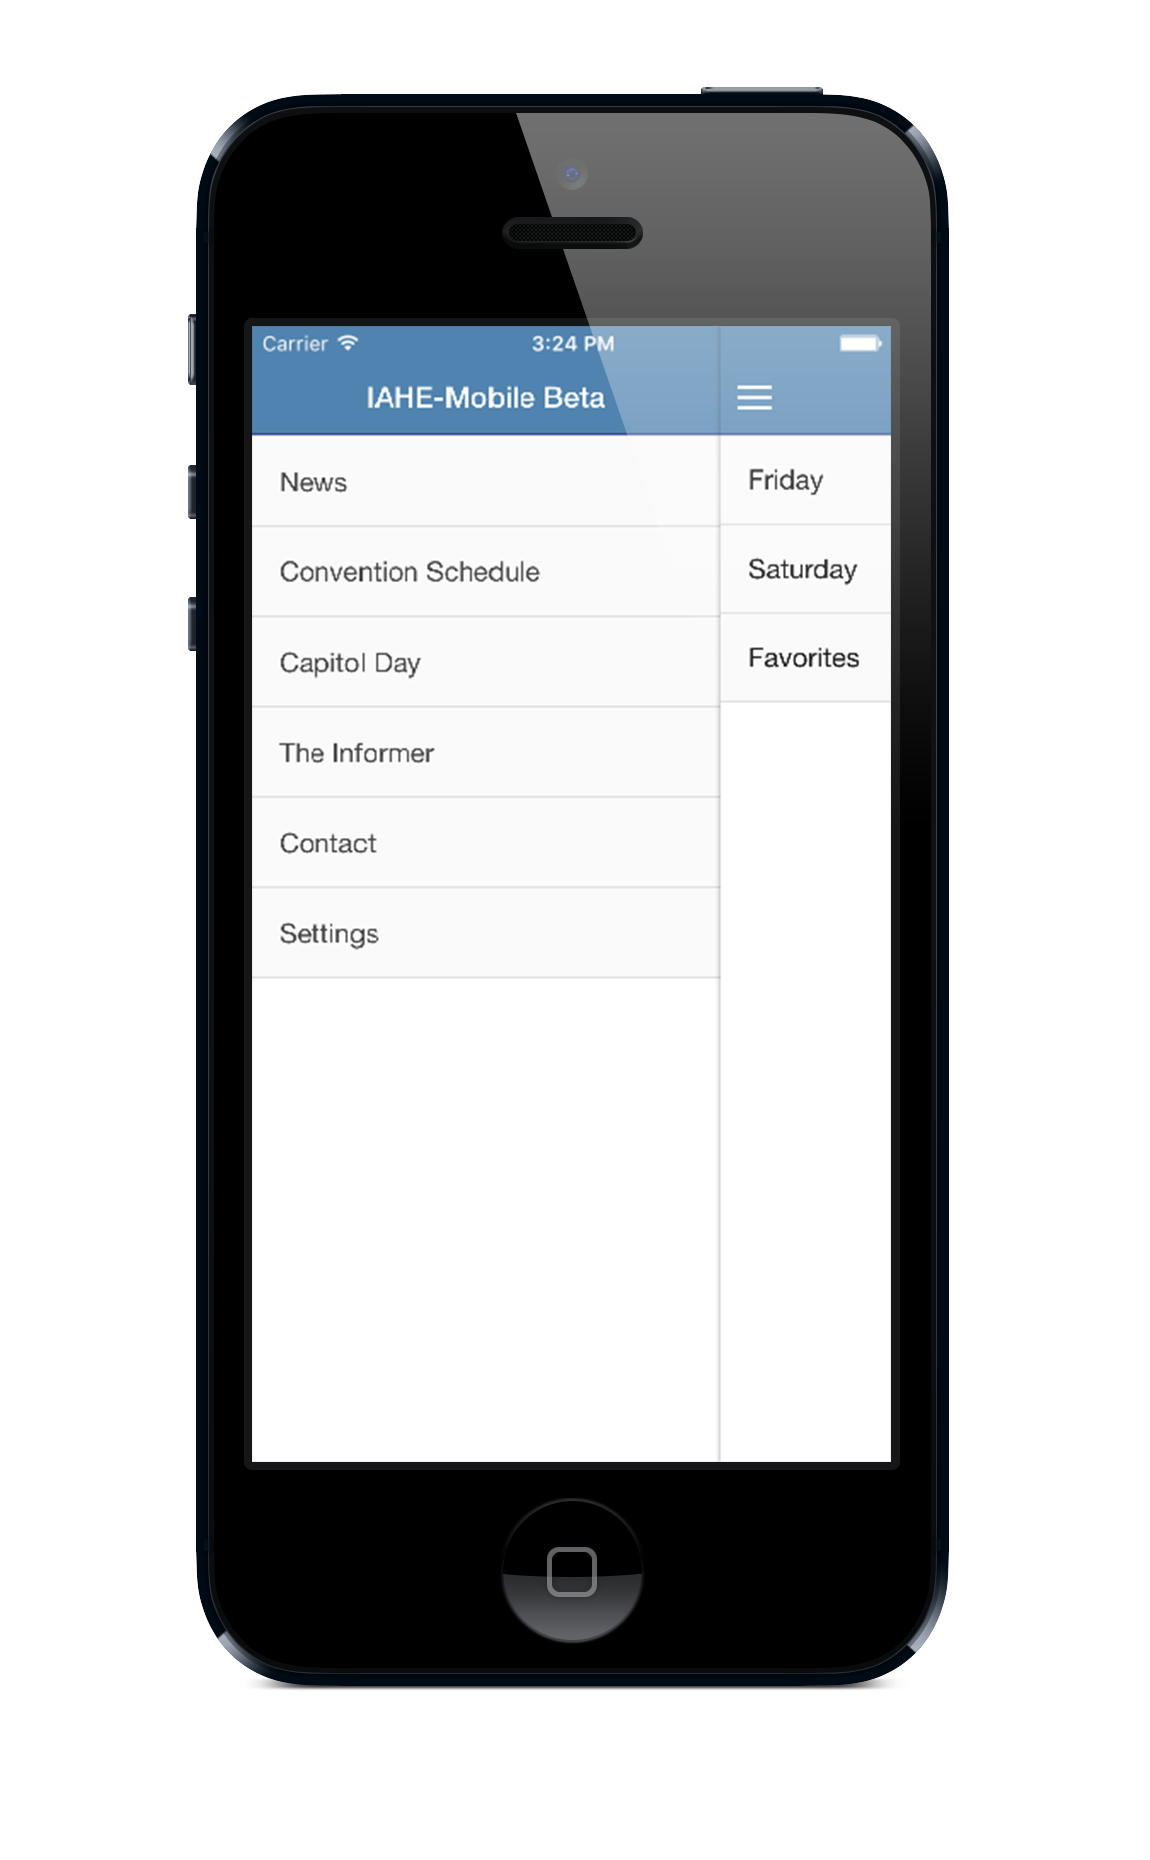 Carrier
3:24 PM
IAHE-Mobile Beta
News
Convention Schedule
Capitol Day
The Informer
Contact
Settings
Friday
Saturday
Favorites